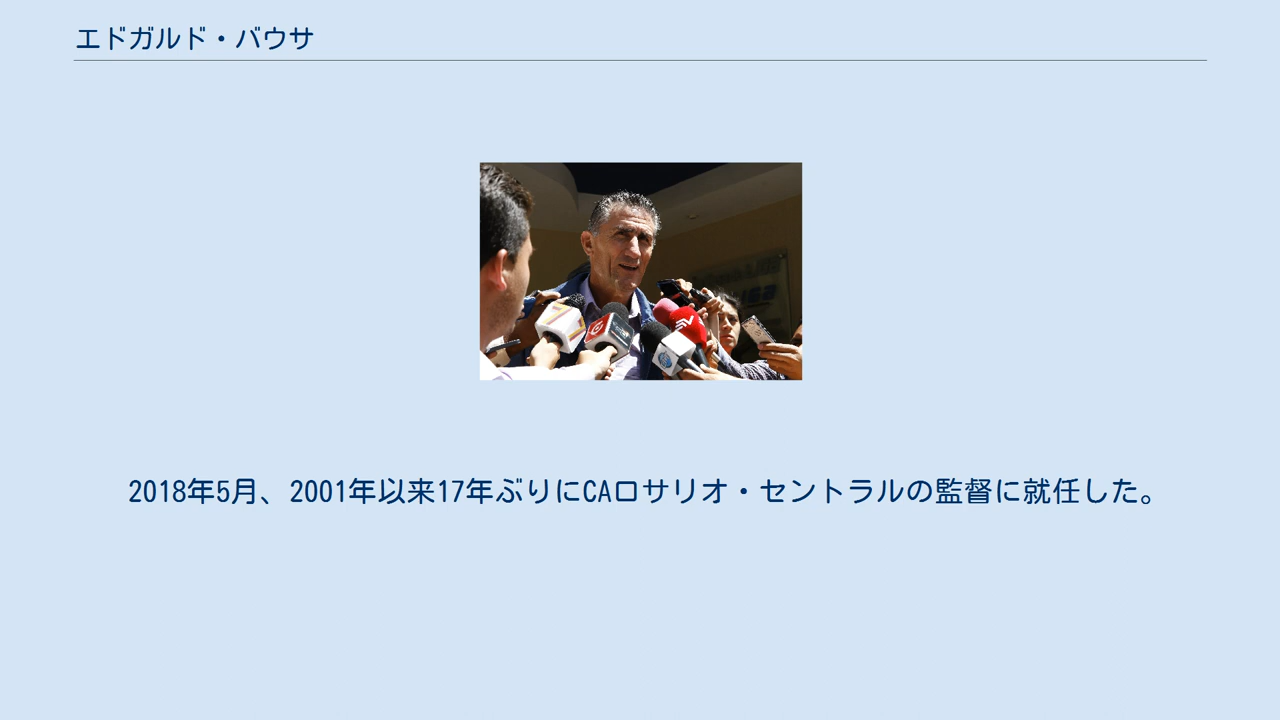 エドガルド・バウサ
2018年5月、2001年以来17年ぶりにCAロサリオ・セントラルの監督に就任した。